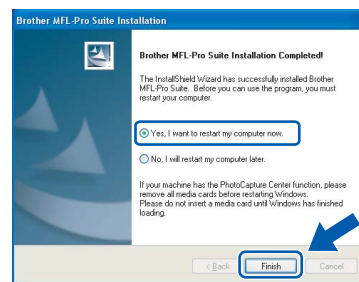 Brother MFL-Pro Suite Installation
Brother MFL-Pro Suite Installation Completed!
The InstallShield Wizard has successfully installed Brother
MFL-Pro Suite. Before you can use the program, you must
restart your computer.
Yes, I want to restart my computer now.
No, I will restart my computer later.
If your machine has the PhotoCapture Center function, please
remove all media cards before restarting Windows.
Please do not insert a media card until Windows has finished
loading.
< Back Finish Cancel